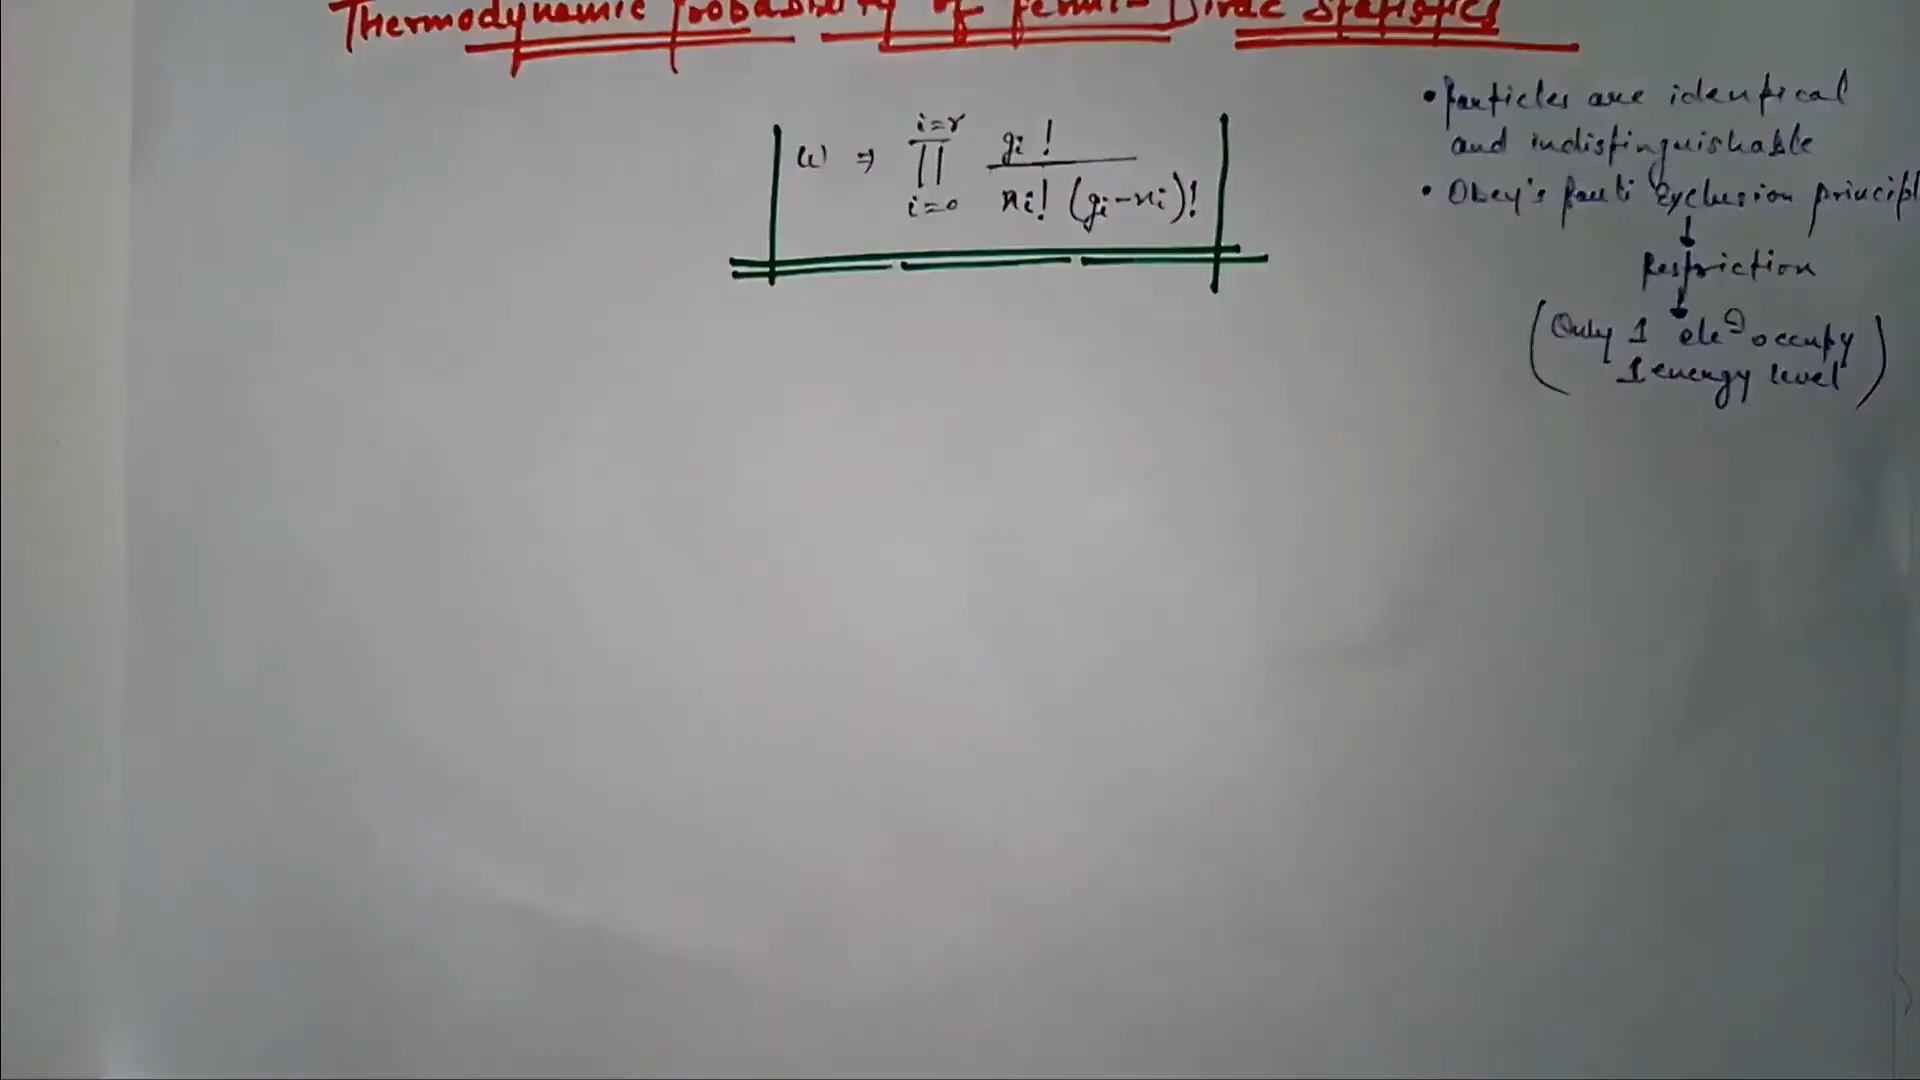 Thermodynamic Probability of Fermi-Dirac Statistics
i=r
ω ⇒ ∏ gi! / ni! (gi-ni)!
i=0
• Particles are identical
and indistinguishable
• Obey's Pauli Exclusion principl
↓
Restriction
↓
(Only 1 eleⁿ occupy
1 energy level)